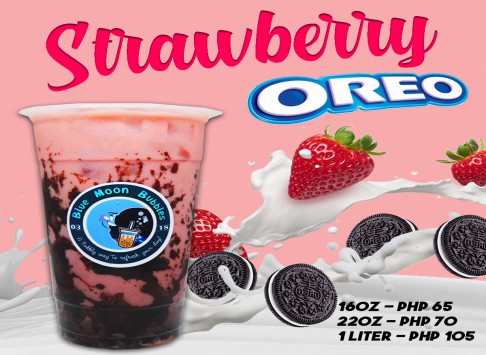 Strawberry
OREO
Blue Moon Bubbles
03 18
A bubbly way to refresh your day!
16OZ – PHP 65
22OZ – PHP 70
1 LITER – PHP 105